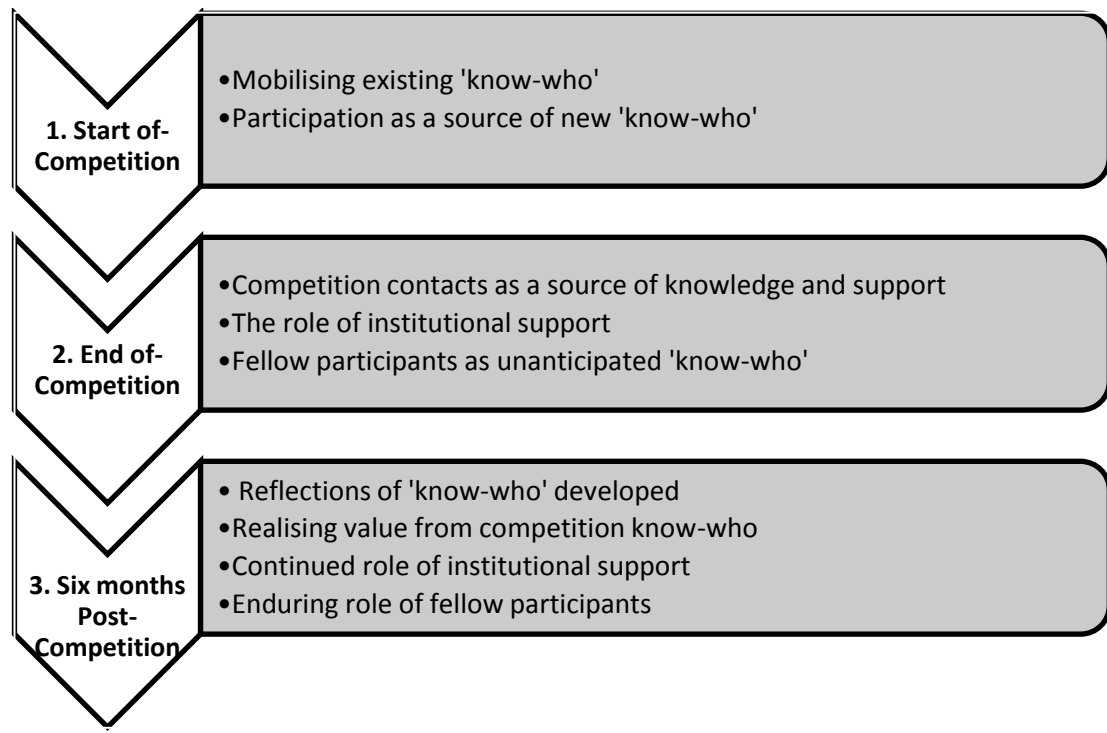 1. Start of-
Competition
•Mobilising existing 'know-who'
•Participation as a source of new 'know-who'
2. End of-
Competition
•Competition contacts as a source of knowledge and support
•The role of institutional support
•Fellow participants as unanticipated 'know-who'
3. Six months
Post-
Competition
• Reflections of 'know-who' developed
•Realising value from competition know-who
•Continued role of institutional support
•Enduring role of fellow participants